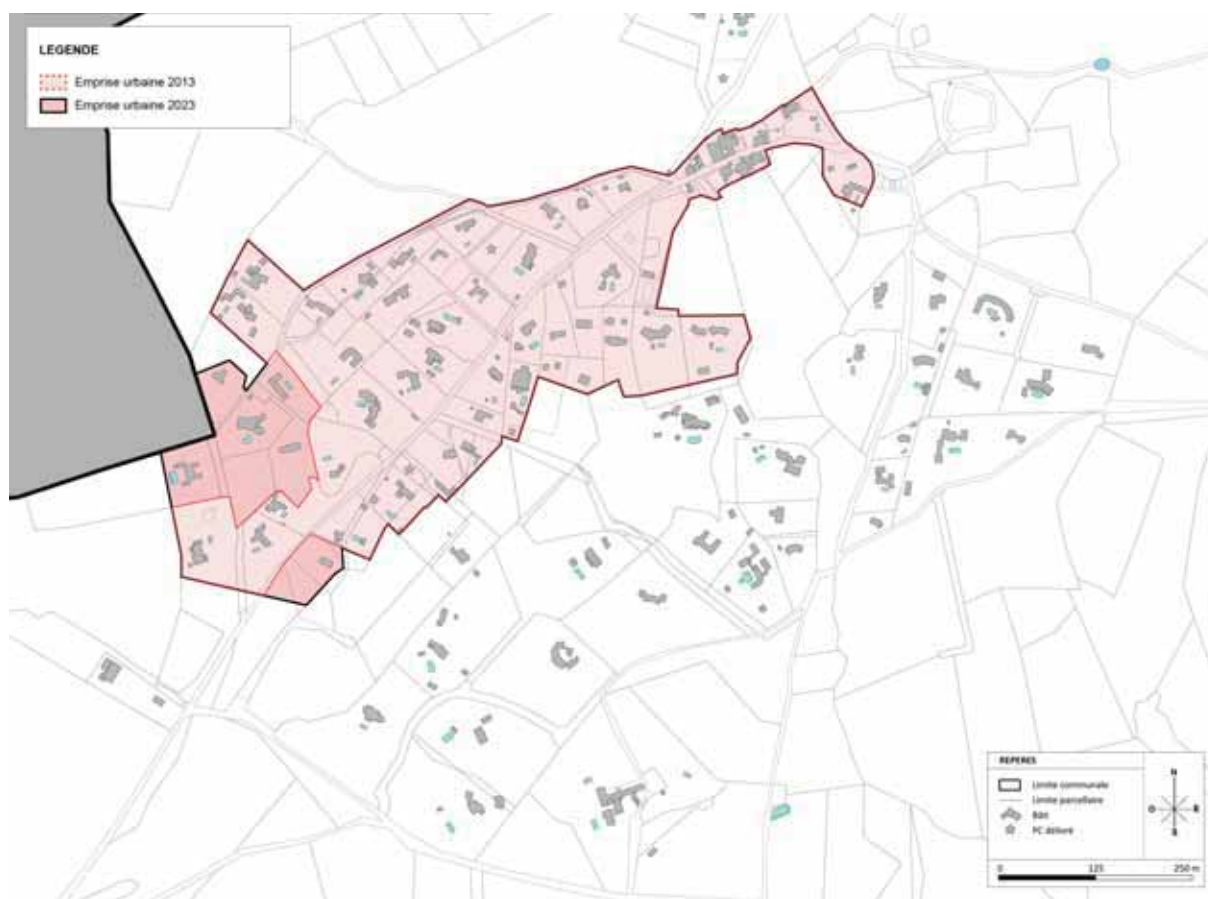 LEGENDE
Emprise urbaine 2013
Emprise urbaine 2023
REPERES
Limite communale
Limite parcellaire
Bâti
PC délivré
N
O
E
S
0 125 250 m